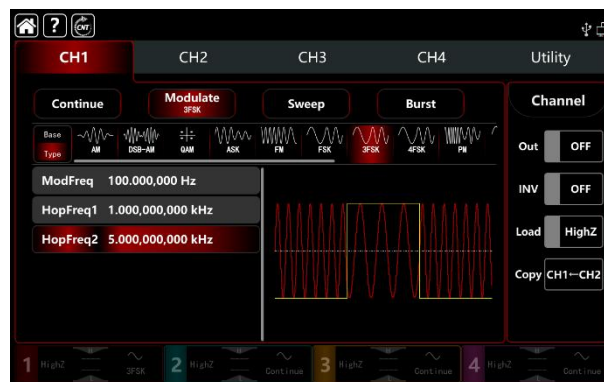 ? CNT
CH1 CH2 CH3 CH4 Utility
Continue Modulate 3FSK Sweep Burst Channel
Base
Type AM DSB-AM QAM ASK FM FSK 3FSK 4FSK PM
Out OFF
ModFreq 100.000,000 Hz
INV OFF
HopFreq1 1.000,000,000 kHz
HopFreq2 5.000,000,000 kHz
Load HighZ
Copy CH1←CH2
1 HighZ 3FSK 2 HighZ Continue 3 HighZ Continue 4 HighZ Continue